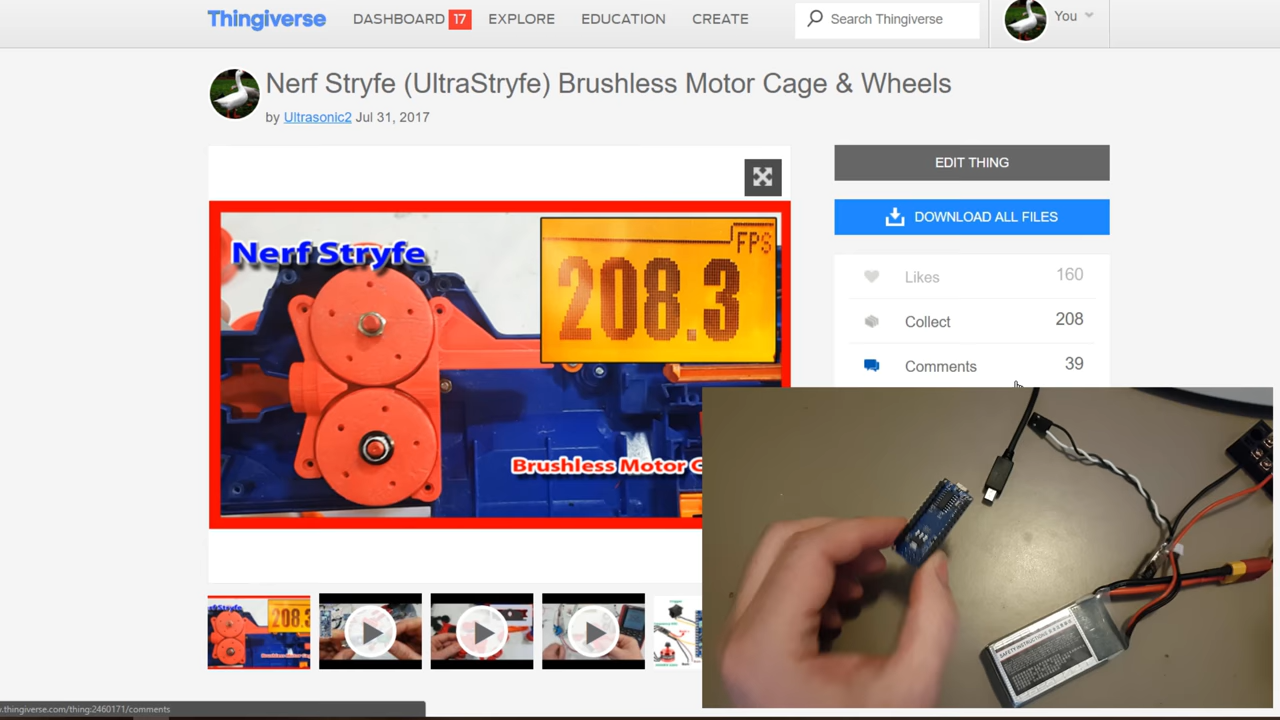 Thingiverse
DASHBOARD 17 EXPLORE EDUCATION CREATE
Search Thingiverse
You
Nerf Stryfe (UltraStryfe) Brushless Motor Cage & Wheels
by Ultrasonic2 Jul 31, 2017
EDIT THING
DOWNLOAD ALL FILES
Nerf Stryfe
FPS
208.3
Brushless Motor C
Likes 160
Collect 208
Comments 39
SAFETY INSTRUCTIONS
208.3
thingiverse.com/thing:2460171/comments